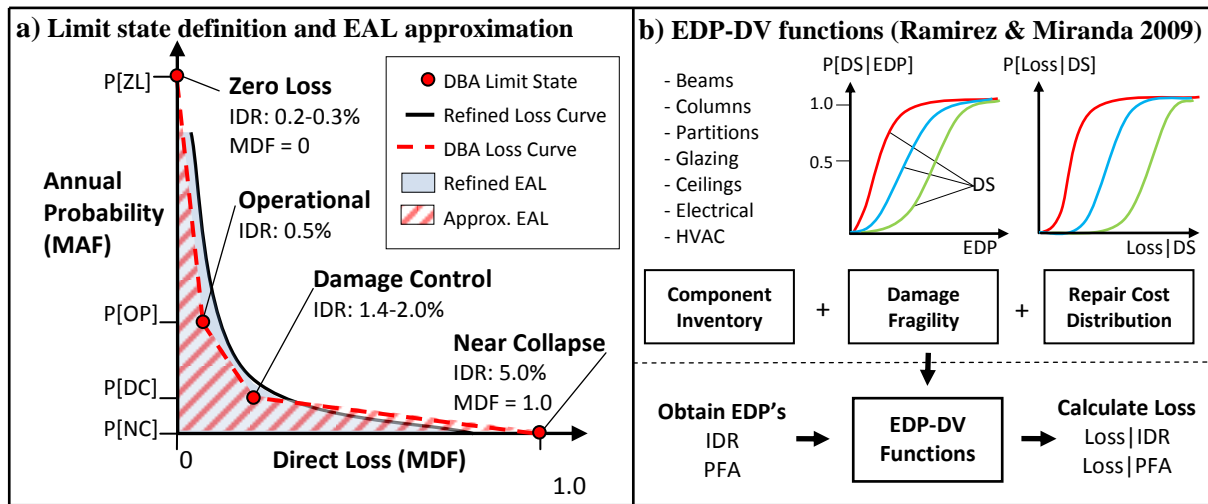 a) Limit state definition and EAL approximation
P[ZL]
Zero Loss
IDR: 0.2-0.3%
MDF = 0
DBA Limit State
Refined Loss Curve
DBA Loss Curve
Refined EAL
Approx. EAL
Annual
Probability
(MAF)
Operational
IDR: 0.5%
Damage Control
IDR: 1.4-2.0%
P[OP]
Near Collapse
IDR: 5.0%
MDF = 1.0
P[DC]
P[NC]
0
Direct Loss (MDF)
1.0
b) EDP-DV functions (Ramirez & Miranda 2009)
- Beams
- Columns
- Partitions
- Glazing
- Ceilings
- Electrical
- HVAC
P[DS|EDP]
1.0
0.5
DS
EDP
P[Loss|DS]
Loss|DS
Component
Inventory
+
Damage
Fragility
+
Repair Cost
Distribution
Obtain EDP's
IDR
PFA
EDP-DV
Functions
Calculate Loss
Loss|IDR
Loss|PFA